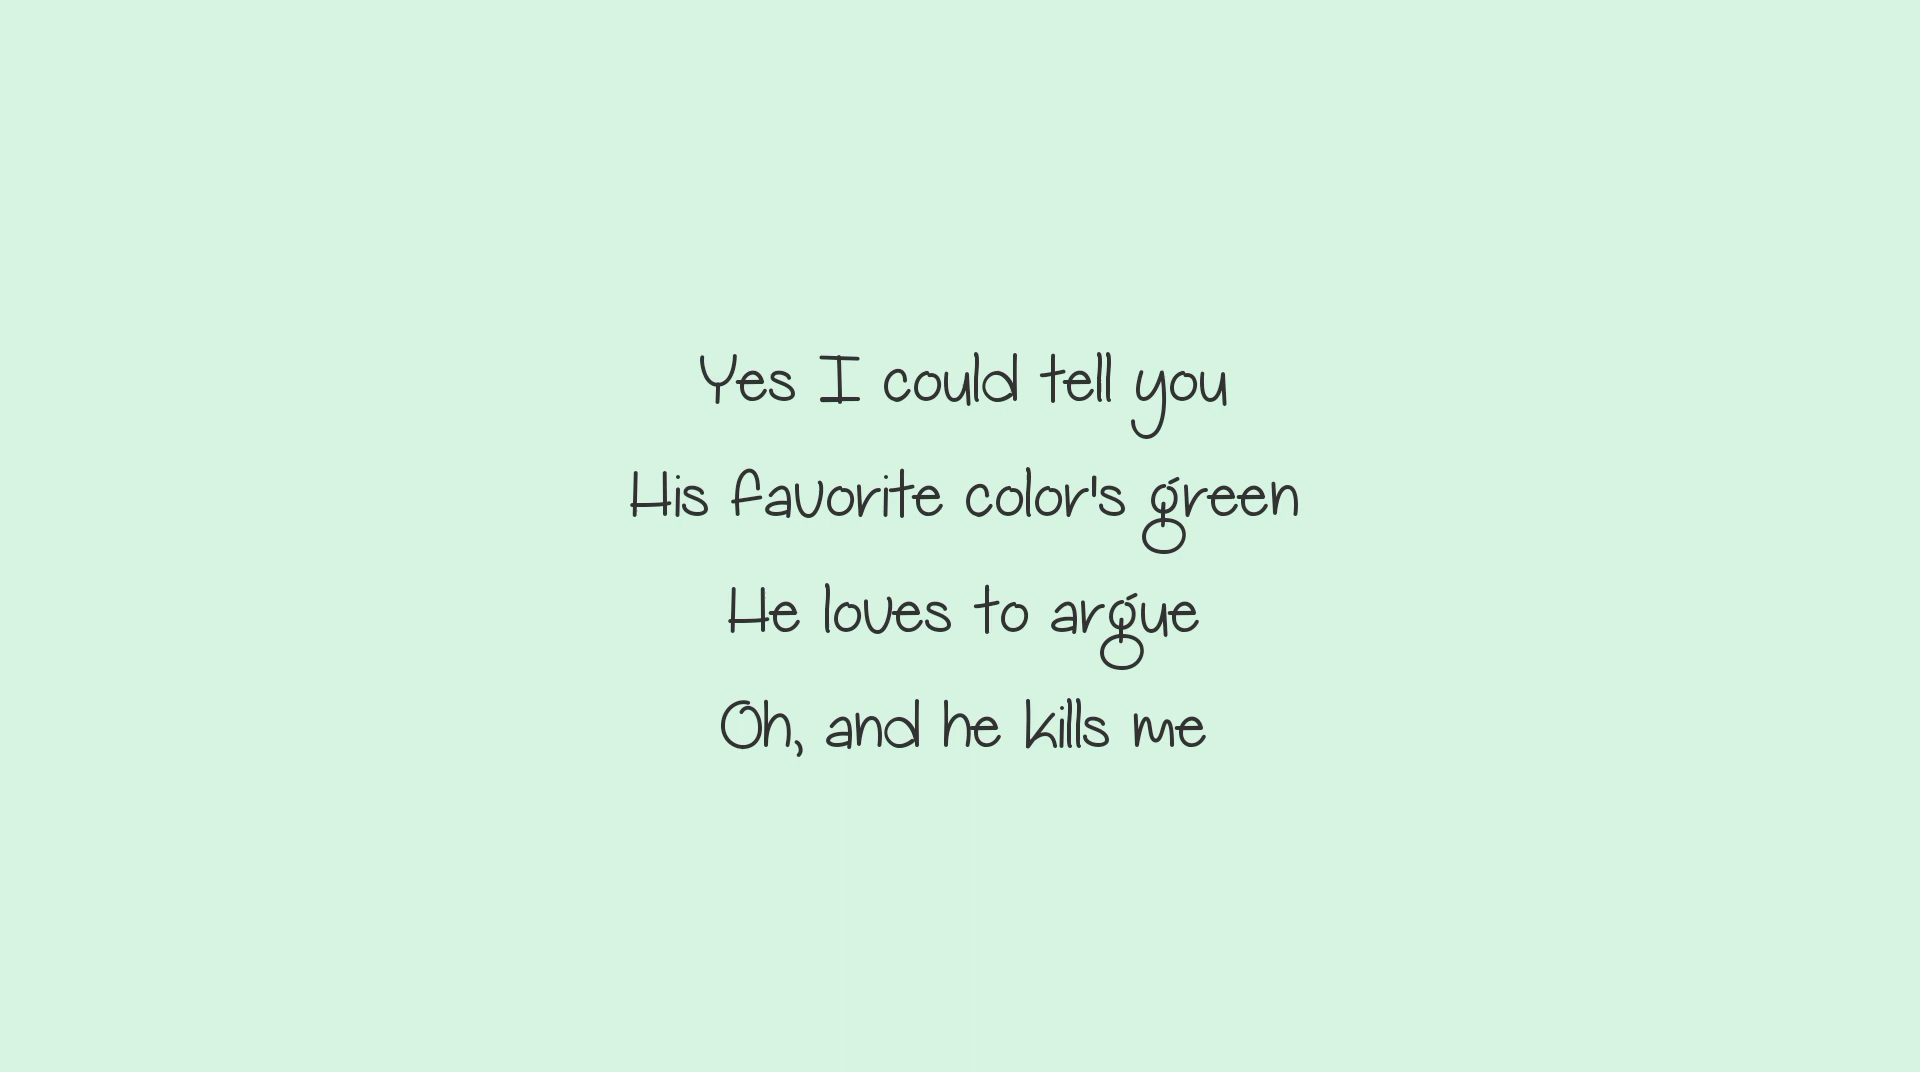 Yes I could tell you
His favorite color's green
He loves to argue
Oh, and he kills me